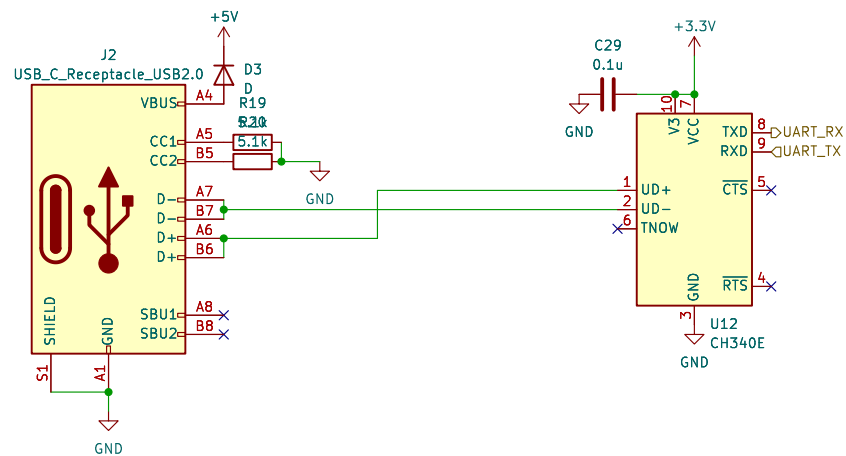 +5V
J2
USB_C_Receptacle_USB2.0
D3
D
R19
5.1k
R20
5.1k
VBUS
A4
CC1
A5
CC2
B5
GND
D-
A7
D-
B7
D+
A6
D+
B6
SBU1
A8
SBU2
B8
SHIELD
GND
S1
A1
GND
+3.3V
C29
0.1u
GND
10
7
V3
VCC
TXD
8
UART_RX
RXD
9
UART_TX
1
UD+
CTS
5
2
UD-
6
TNOW
GND
RTS
4
3
U12
CH340E
GND